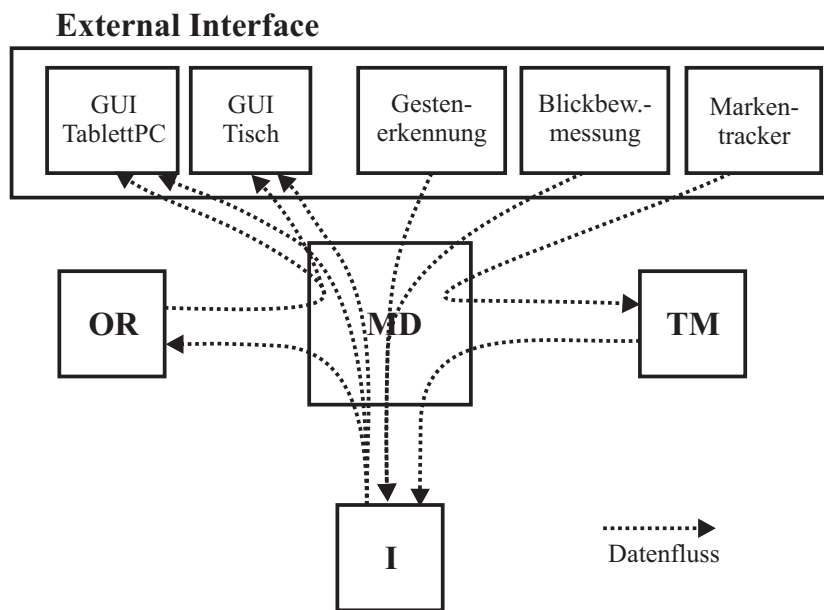 External Interface
GUI
TablettPC
GUI
Tisch
Gesten-
erkennung
Blickbew.-
messung
Marken-
tracker
OR
MD
TM
I
Datenfluss